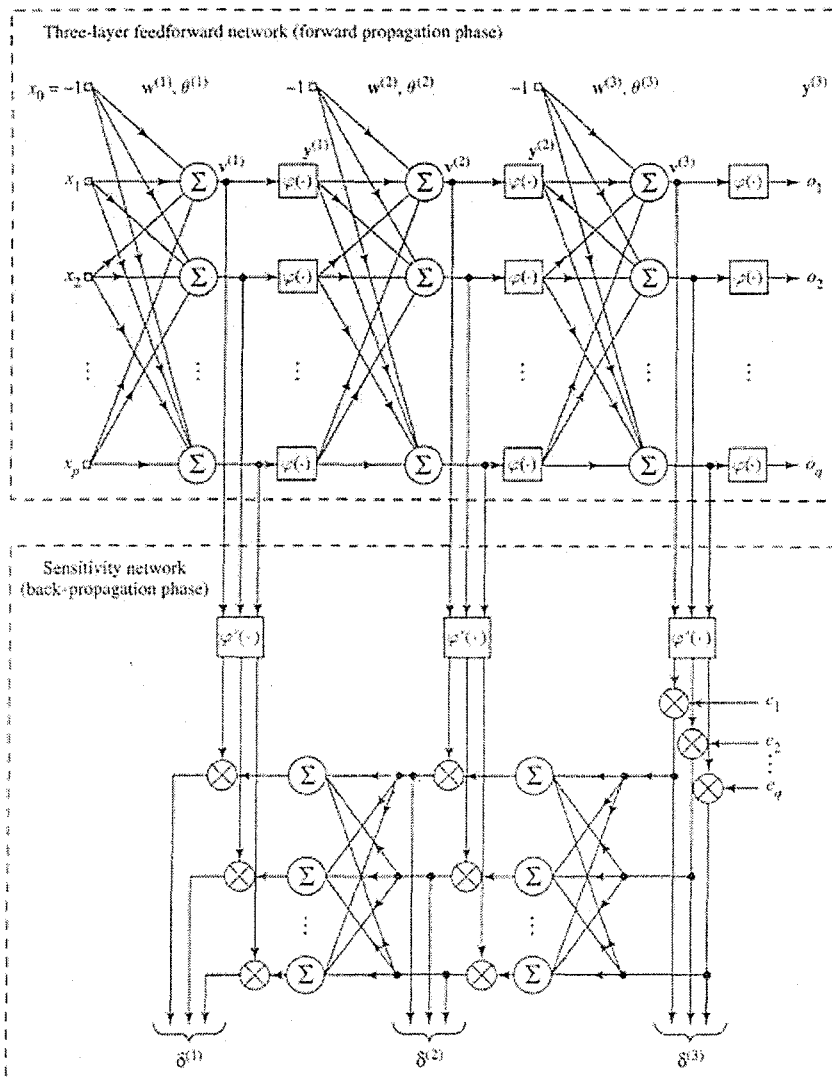 Three-layer feedforward network (forward propagation phase)
x₀ = −1 w⁽¹⁾, θ⁽¹⁾ −1 w⁽²⁾, θ⁽²⁾ −1 w⁽³⁾, θ⁽³⁾ y⁽³⁾
v⁽¹⁾ y⁽¹⁾ v⁽²⁾ y⁽²⁾ v⁽³⁾
x₁ Σ φ(·) Σ φ(·) Σ φ(·) o₁
x₂ Σ φ(·) Σ φ(·) Σ φ(·) o₂
⋮ ⋮ ⋮ ⋮ ⋮ ⋮ ⋮
xₚ Σ φ(·) Σ φ(·) Σ φ(·) o_q
Sensitivity network
(back-propagation phase)
φ′(·) φ′(·) φ′(·)
e₁
e₂
⋮
e_q
Σ Σ
Σ Σ
⋮ ⋮
Σ Σ
δ⁽¹⁾ δ⁽²⁾ δ⁽³⁾